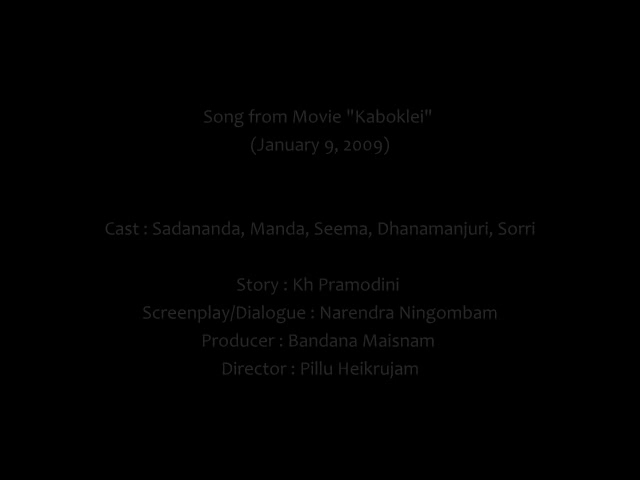 Song from Movie "Kaboklei"
(January 9, 2009)
Cast : Sadananda, Manda, Seema, Dhanamanjuri, Sorri
Story : Kh Pramodini
Screenplay/Dialogue : Narendra Ningombam
Producer : Bandana Maisnam
Director : Pillu Heikrujam